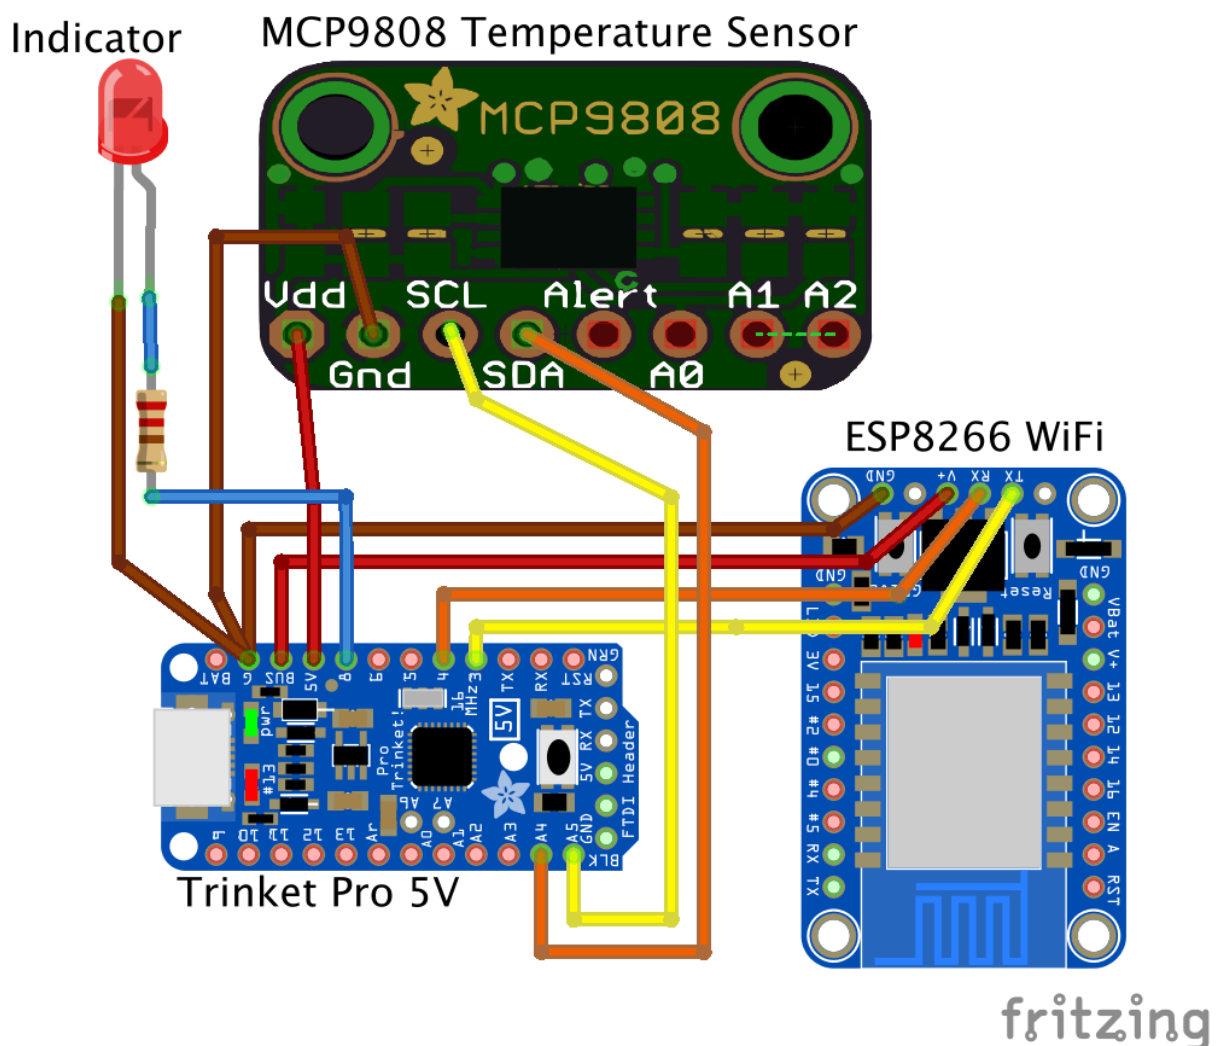 Indicator
MCP9808 Temperature Sensor
MCP9808
Vdd SCL Alert A1 A2
Gnd SDA A0
ESP8266 WiFi
GND V+ RX TX
GND Reset GND
VBat
3V V+
15 13
#2 12
#0 14
#4 16
#5 EN
RX A
TX RST
BAT G BUS 5V 8 6 5 4 3 TX RX RST GRN
16 MHz
pwr
#13
Pro
Trinket!
5V
5V RX TX
FTDI Header
A6 A7
9 10 11 12 13 Ar A0 A1 A2 A3 A4 A5 GND BLK
Trinket Pro 5V
fritzing